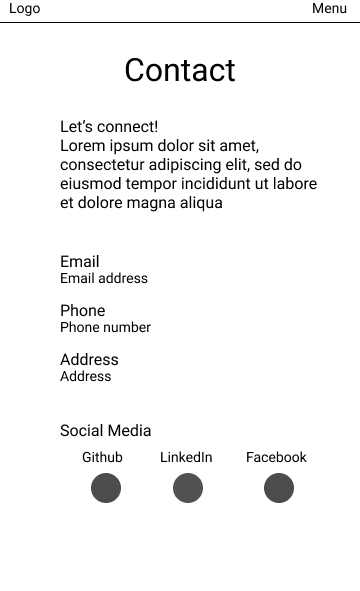 Logo
Menu
Contact
Let’s connect!
Lorem ipsum dolor sit amet,
consectetur adipiscing elit, sed do
eiusmod tempor incididunt ut labore
et dolore magna aliqua
Email
Email address
Phone
Phone number
Address
Address
Social Media
Github
LinkedIn
Facebook